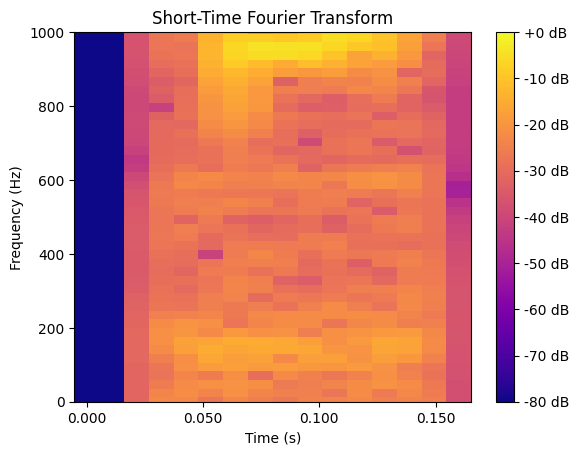 Short-Time Fourier Transform
Frequency (Hz)
1000
800
600
400
200
0
0.000
0.050
0.100
0.150
Time (s)
+0 dB
-10 dB
-20 dB
-30 dB
-40 dB
-50 dB
-60 dB
-70 dB
-80 dB